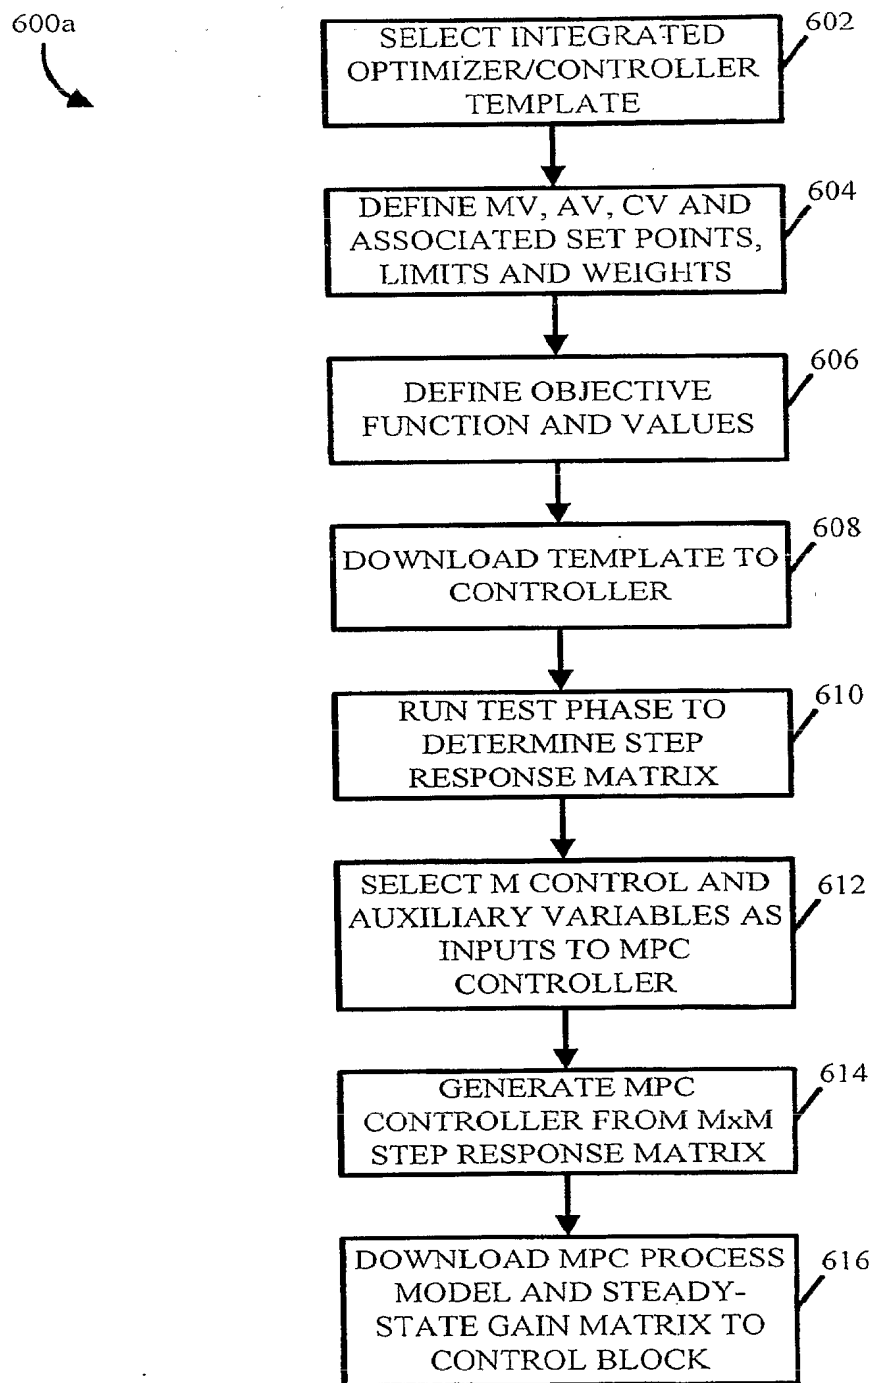 600a
SELECT INTEGRATED
OPTIMIZER/CONTROLLER
TEMPLATE
602
DEFINE MV, AV, CV AND
ASSOCIATED SET POINTS,
LIMITS AND WEIGHTS
604
DEFINE OBJECTIVE
FUNCTION AND VALUES
606
DOWNLOAD TEMPLATE TO
CONTROLLER
608
RUN TEST PHASE TO
DETERMINE STEP
RESPONSE MATRIX
610
SELECT M CONTROL AND
AUXILIARY VARIABLES AS
INPUTS TO MPC
CONTROLLER
612
GENERATE MPC
CONTROLLER FROM MxM
STEP RESPONSE MATRIX
614
DOWNLOAD MPC PROCESS
MODEL AND STEADY-
STATE GAIN MATRIX TO
CONTROL BLOCK
616